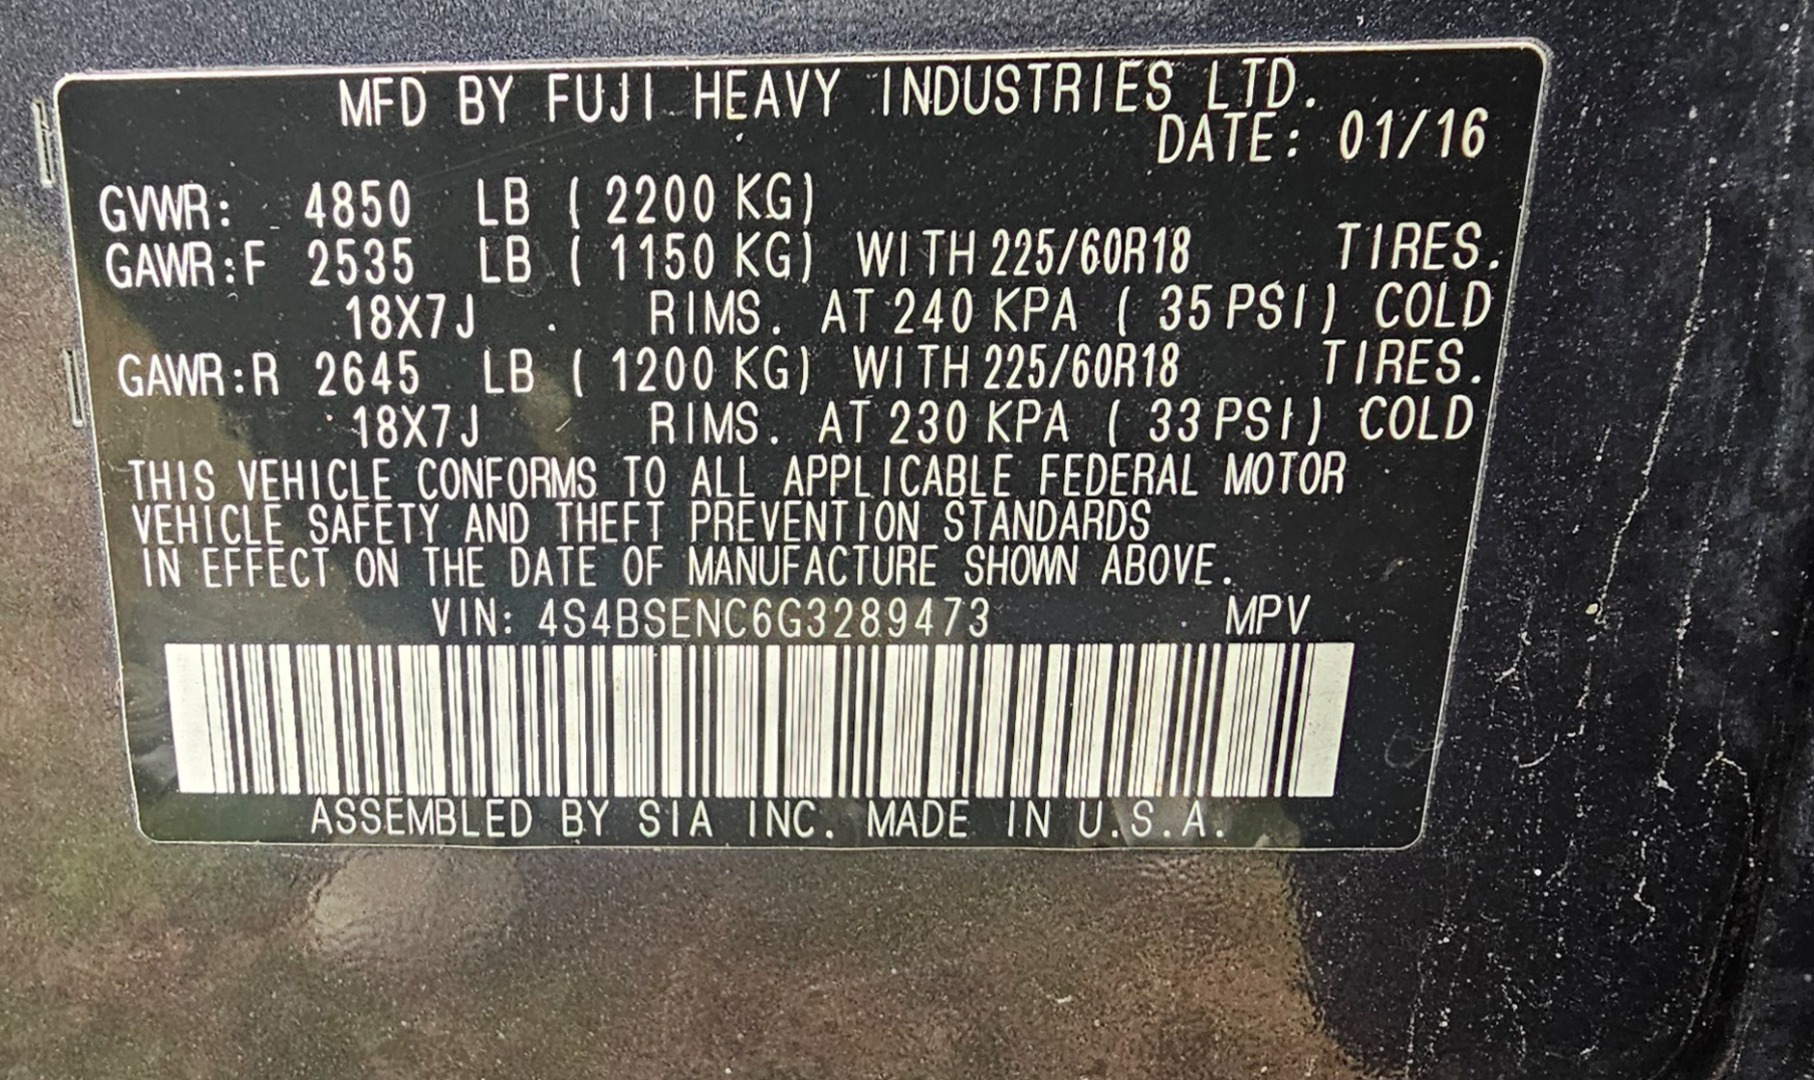 MFD BY FUJI HEAVY INDUSTRIES LTD.
DATE: 01/16
GVWR: 4850 LB ( 2200 KG)
GAWR:F 2535 LB ( 1150 KG) WITH 225/60R18 TIRES.
18X7J RIMS. AT 240 KPA ( 35 PSI) COLD
GAWR:R 2645 LB ( 1200 KG) WITH 225/60R18 TIRES.
18X7J RIMS. AT 230 KPA ( 33 PSI) COLD
THIS VEHICLE CONFORMS TO ALL APPLICABLE FEDERAL MOTOR
VEHICLE SAFETY AND THEFT PREVENTION STANDARDS
IN EFFECT ON THE DATE OF MANUFACTURE SHOWN ABOVE.
VIN: 4S4BSENC6G3289473 MPV
ASSEMBLED BY SIA INC. MADE IN U.S.A.